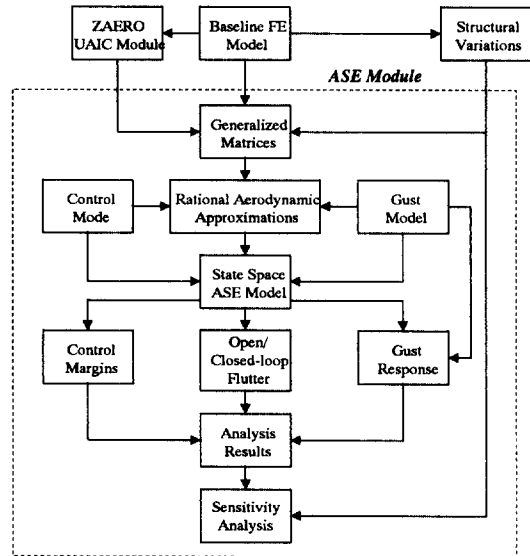 ZAERO
UAIC Module
Baseline FE
Model
Structural
Variations
ASE Module
Generalized
Matrices
Control
Mode
Rational Aerodynamic
Approximations
Gust
Model
State Space
ASE Model
Control
Margins
Open/
Closed-loop
Flutter
Gust
Response
Analysis
Results
Sensitivity
Analysis